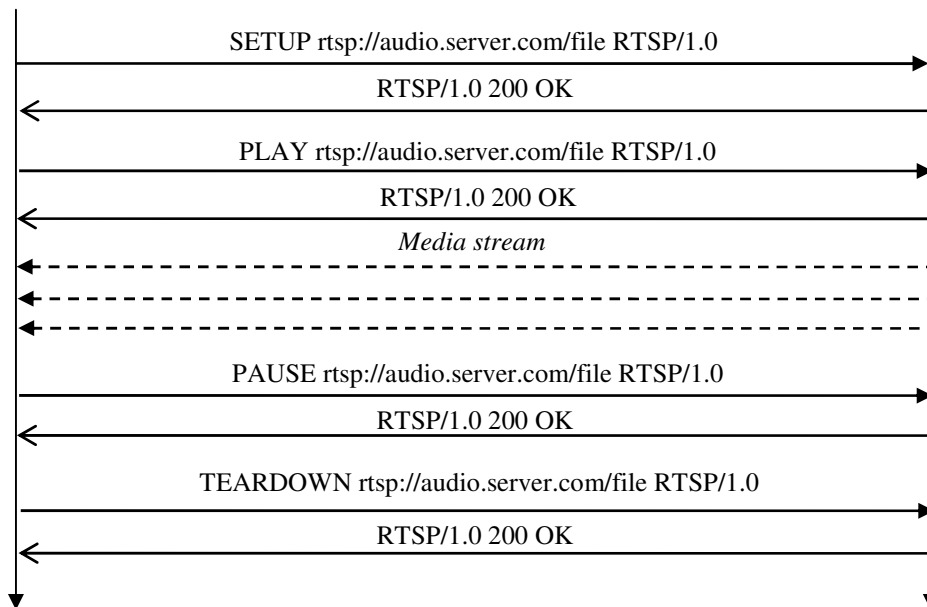 SETUP rtsp://audio.server.com/file RTSP/1.0
RTSP/1.0 200 OK
PLAY rtsp://audio.server.com/file RTSP/1.0
RTSP/1.0 200 OK
Media stream
PAUSE rtsp://audio.server.com/file RTSP/1.0
RTSP/1.0 200 OK
TEARDOWN rtsp://audio.server.com/file RTSP/1.0
RTSP/1.0 200 OK